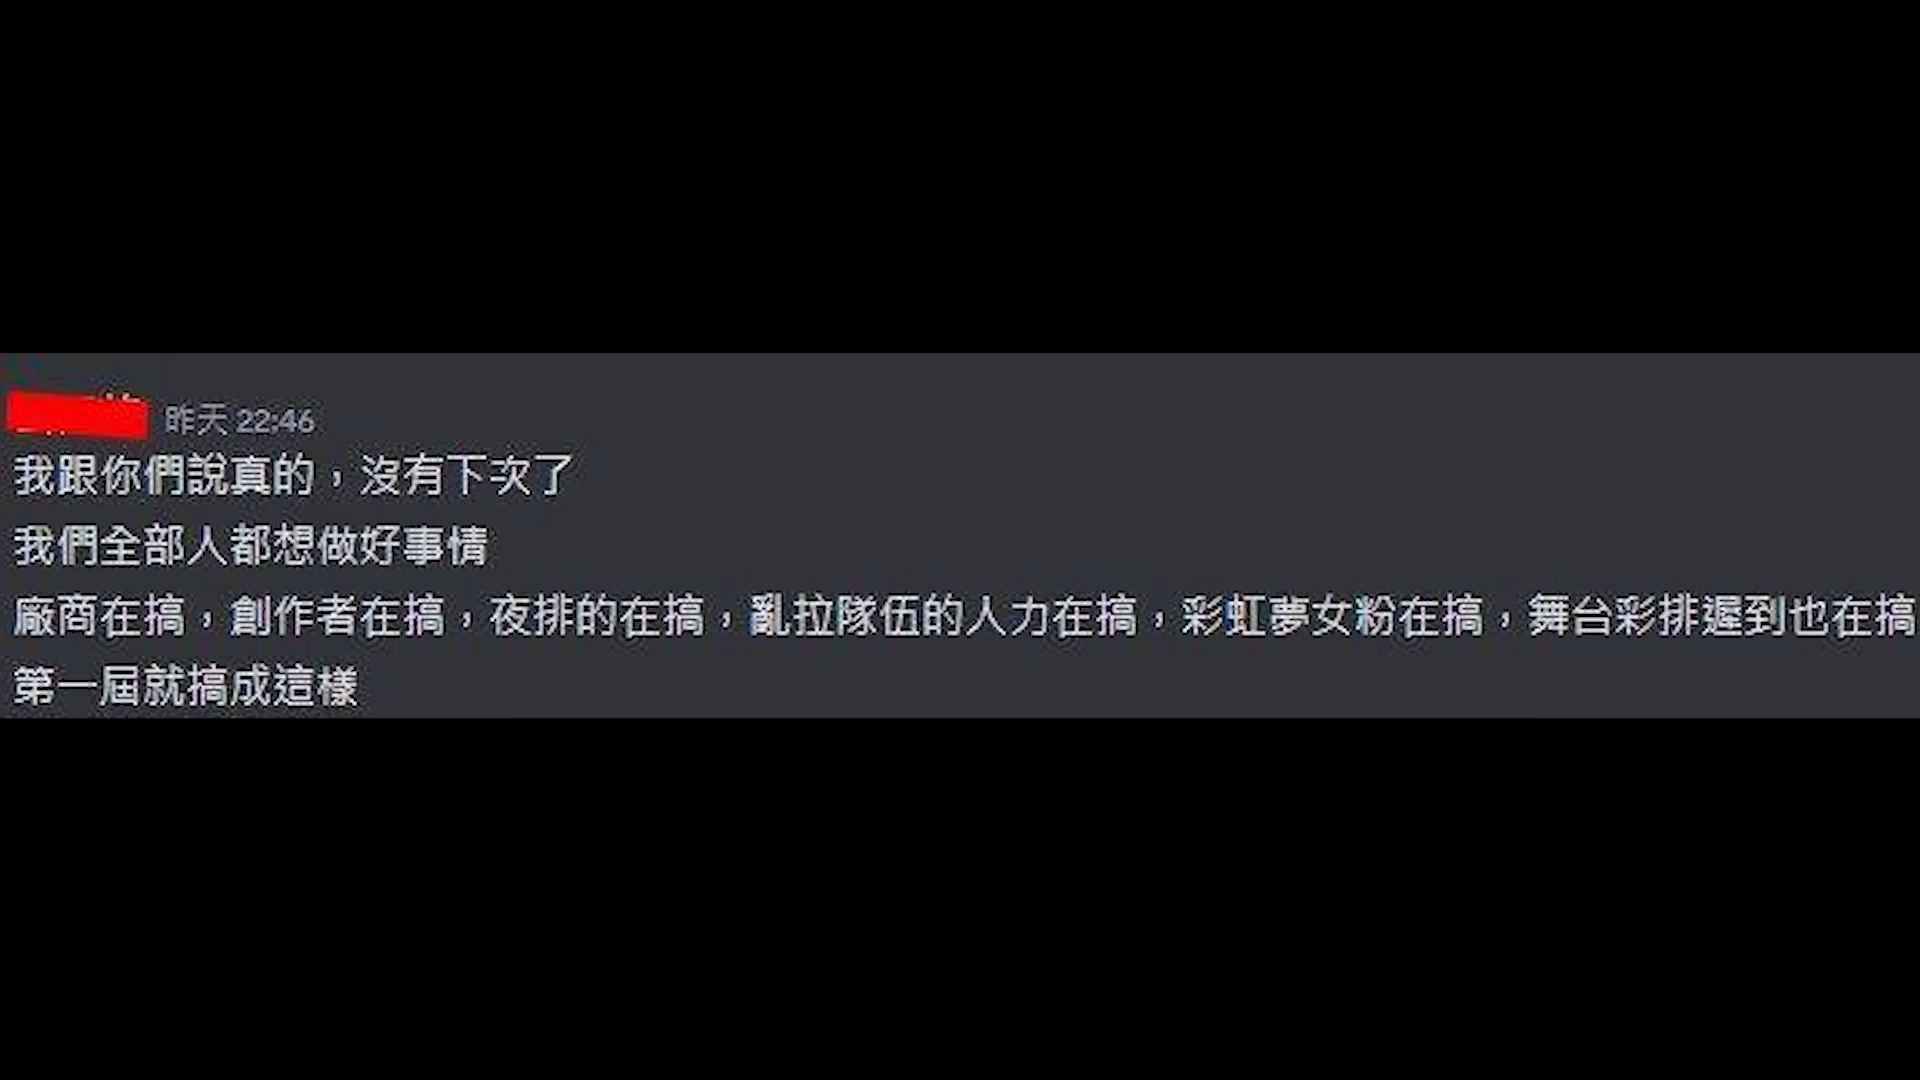 昨天 22:46
我跟你們說真的，沒有下次了
我們全部人都想做好事情
廠商在搞，創作者在搞，夜排的在搞，亂拉隊伍的人力在搞，彩虹夢女粉在搞，舞台彩排遲到也在搞
第一屆就搞成這樣